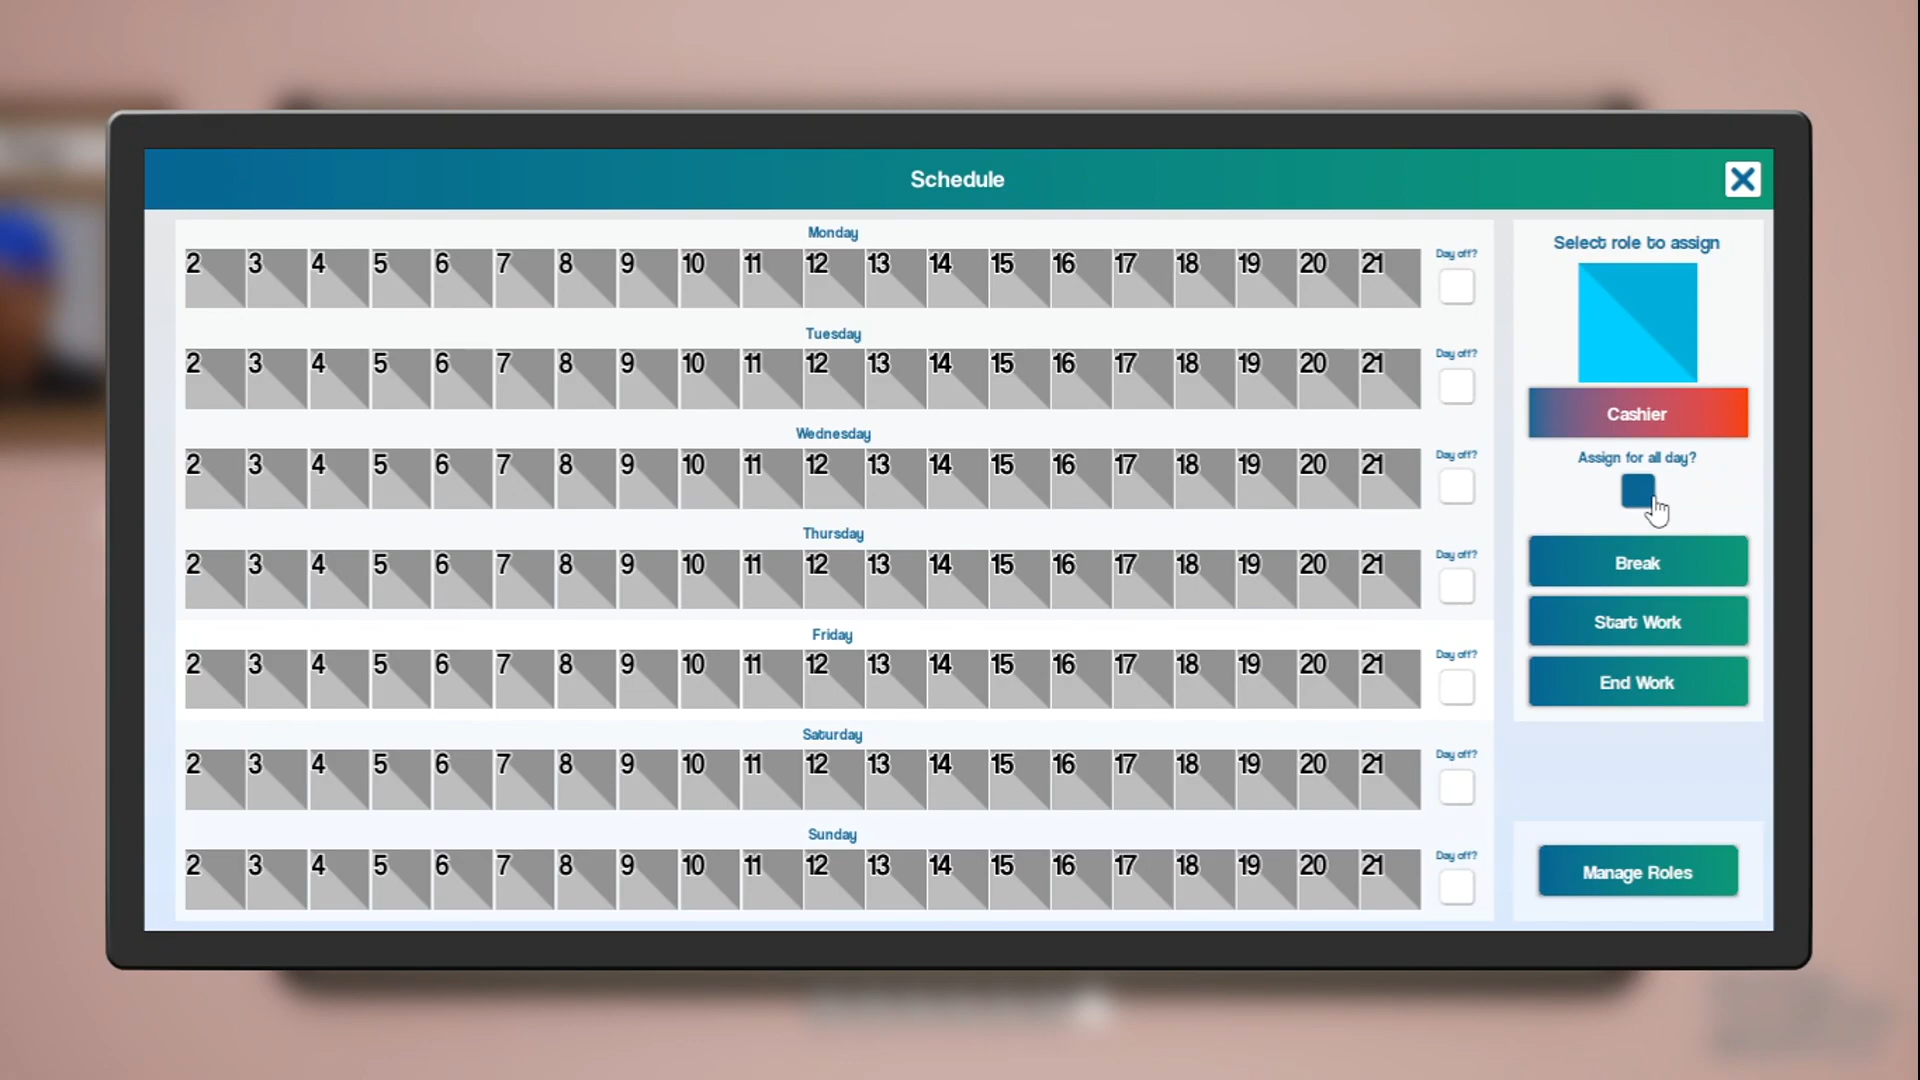 Schedule
Monday
2 3 4 5 6 7 8 9 10 11 12 13 14 15 16 17 18 19 20 21
Day off?
Tuesday
2 3 4 5 6 7 8 9 10 11 12 13 14 15 16 17 18 19 20 21
Day off?
Wednesday
2 3 4 5 6 7 8 9 10 11 12 13 14 15 16 17 18 19 20 21
Day off?
Thursday
2 3 4 5 6 7 8 9 10 11 12 13 14 15 16 17 18 19 20 21
Day off?
Friday
2 3 4 5 6 7 8 9 10 11 12 13 14 15 16 17 18 19 20 21
Day off?
Saturday
2 3 4 5 6 7 8 9 10 11 12 13 14 15 16 17 18 19 20 21
Day off?
Sunday
2 3 4 5 6 7 8 9 10 11 12 13 14 15 16 17 18 19 20 21
Day off?
Select role to assign
Cashier
Assign for all day?
Break
Start Work
End Work
Manage Roles